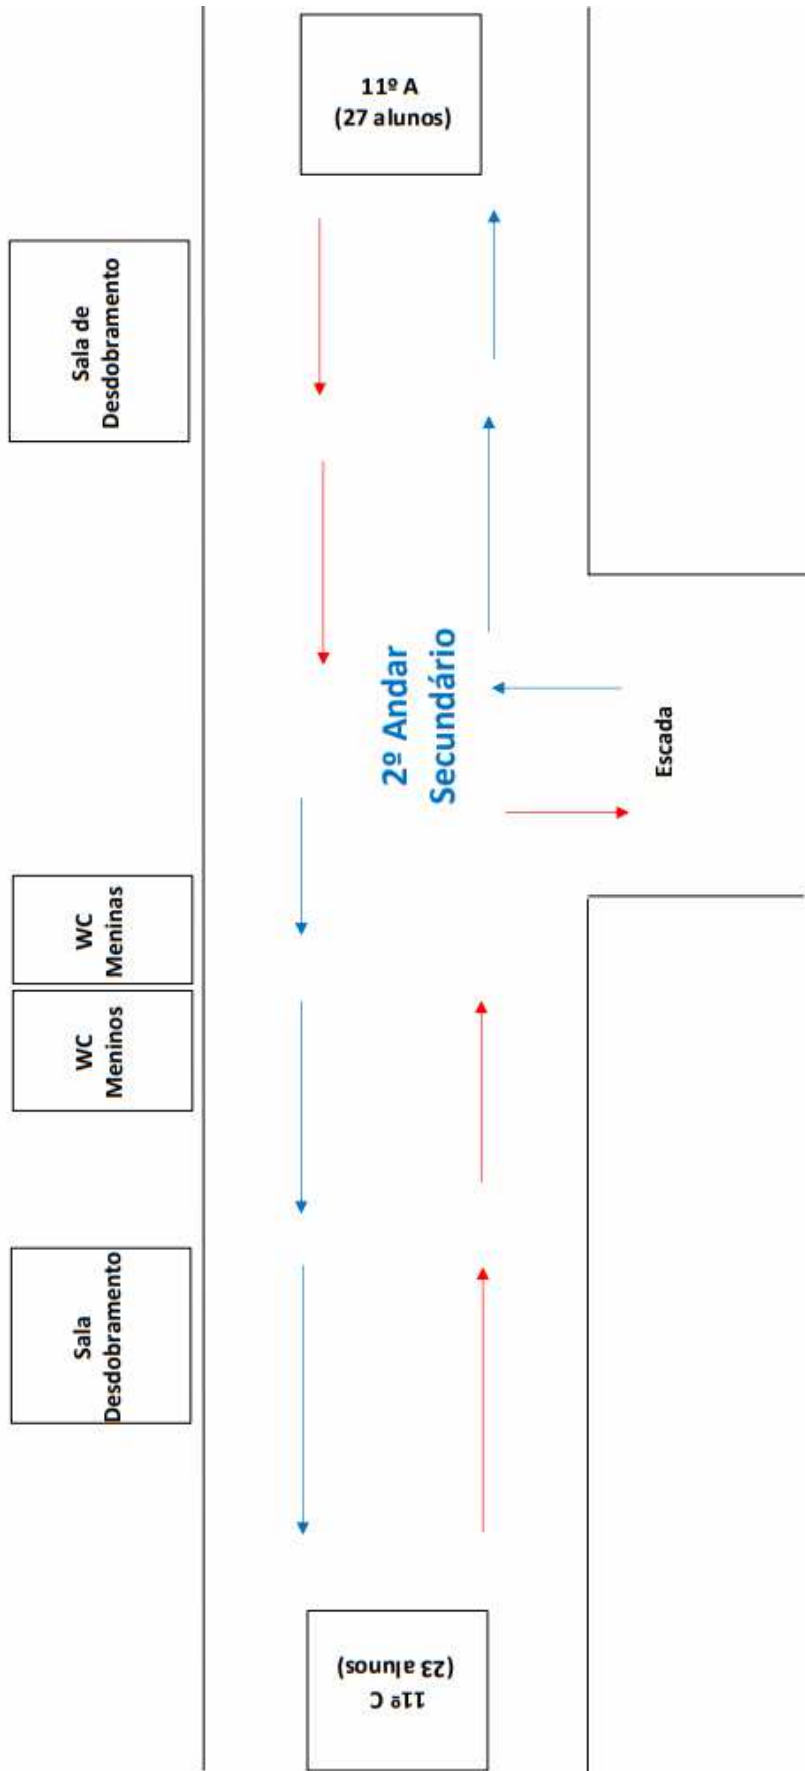 11º A
(27 alunos)
Sala de
Desdobramento
2º Andar
Secundário
Escada
WC
Meninas
WC
Meninos
Sala
Desdobramento
11º C
(23 alunos)